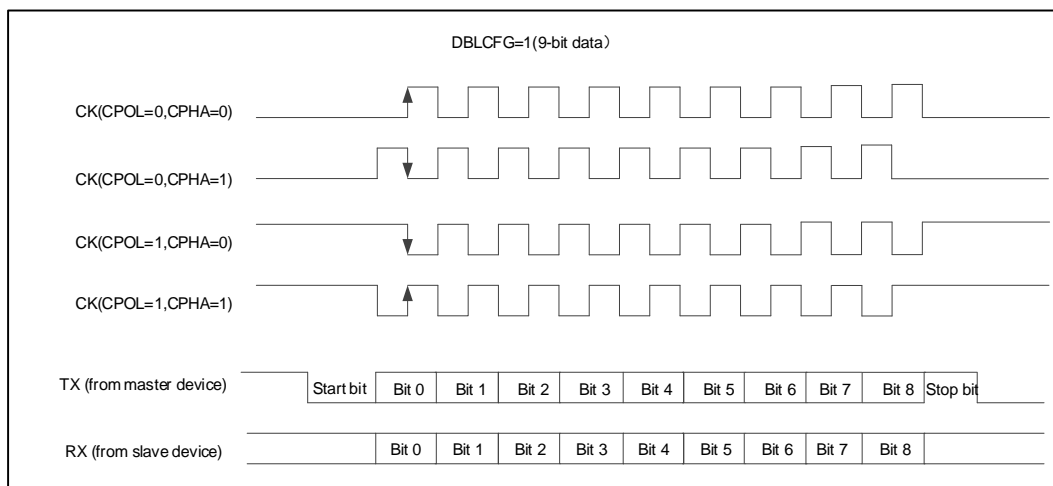 DBLCFG=1(9-bit data）
CK(CPOL=0,CPHA=0)
CK(CPOL=0,CPHA=1)
CK(CPOL=1,CPHA=0)
CK(CPOL=1,CPHA=1)
TX (from master device) Start bit Bit 0 Bit 1 Bit 2 Bit 3 Bit 4 Bit 5 Bit 6 Bit 7 Bit 8 Stop bit
RX (from slave device) Bit 0 Bit 1 Bit 2 Bit 3 Bit 4 Bit 5 Bit 6 Bit 7 Bit 8